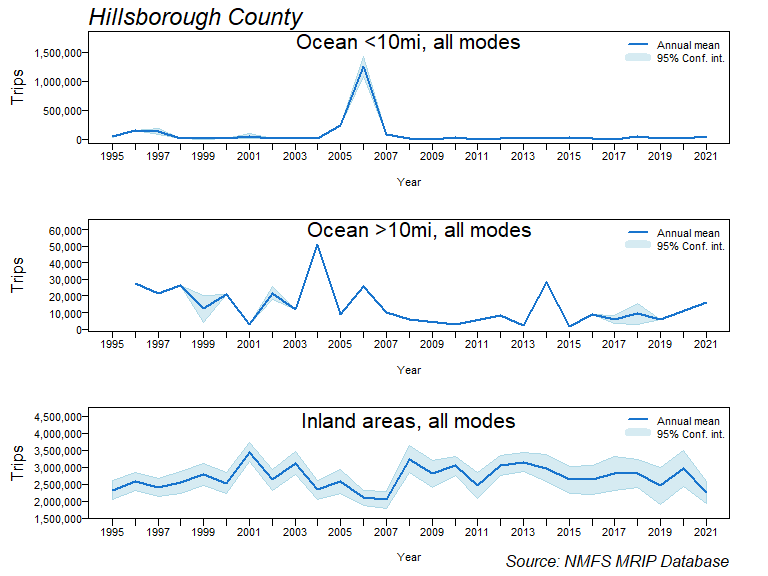 Hillsborough County
Ocean <10mi, all modes
Annual mean
95% Conf. int.
Trips
1,500,000
1,000,000
500,000
0
1995 1997 1999 2001 2003 2005 2007 2009 2011 2013 2015 2017 2019 2021
Year
Ocean >10mi, all modes
Annual mean
95% Conf. int.
Trips
60,000
50,000
40,000
30,000
20,000
10,000
0
1995 1997 1999 2001 2003 2005 2007 2009 2011 2013 2015 2017 2019 2021
Year
Inland areas, all modes
Annual mean
95% Conf. int.
Trips
4,500,000
4,000,000
3,500,000
3,000,000
2,500,000
2,000,000
1,500,000
1995 1997 1999 2001 2003 2005 2007 2009 2011 2013 2015 2017 2019 2021
Year
Source: NMFS MRIP Database